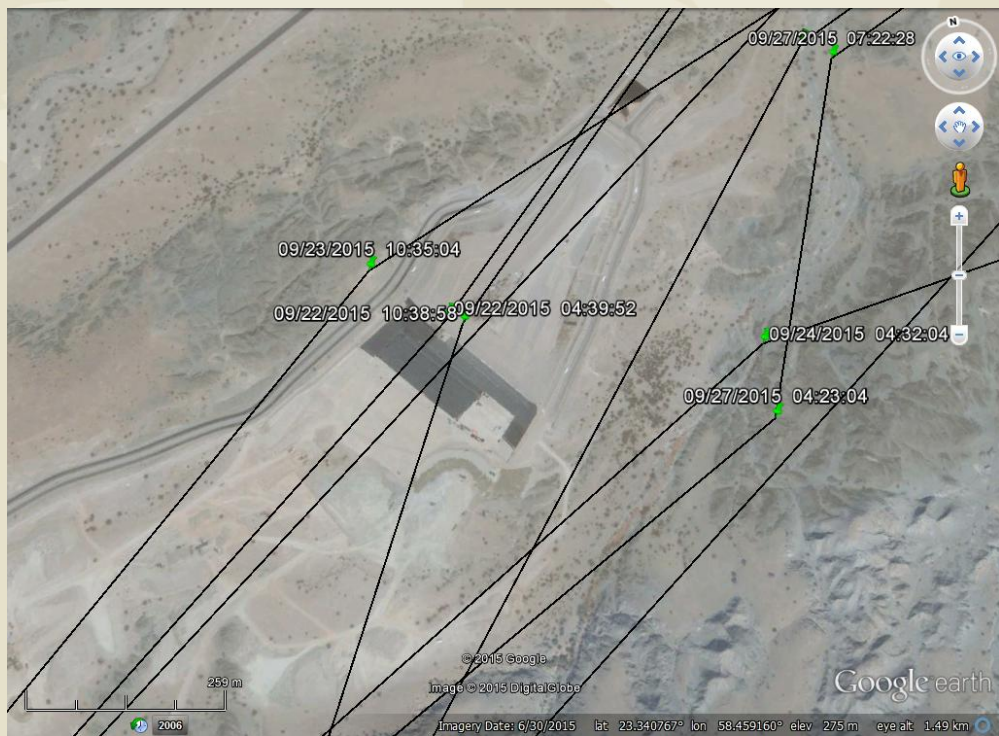 N
09/27/2015 07:22:28
09/23/2015 10:35:04
09/22/2015 10:38:58
09/22/2015 04:39:52
09/24/2015 04:32:04
09/27/2015 04:23:04
© 2015 Google
259 m
Image © 2015 DigitalGlobe
Google earth
2006
Imagery Date: 6/30/2015 lat 23.340767° lon 58.459160° elev 275 m eye alt 1.49 km